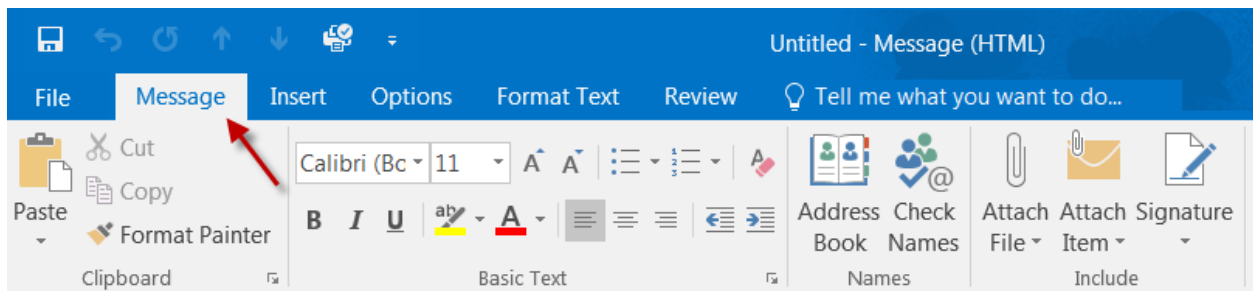 Untitled - Message (HTML)
File Message Insert Options Format Text Review Tell me what you want to do...
Paste
Cut
Copy
Format Painter
Clipboard
Calibri (Bc 11
B I U aby A
Basic Text
Address Book
Check Names
Names
Attach File
Attach Item
Signature
Include